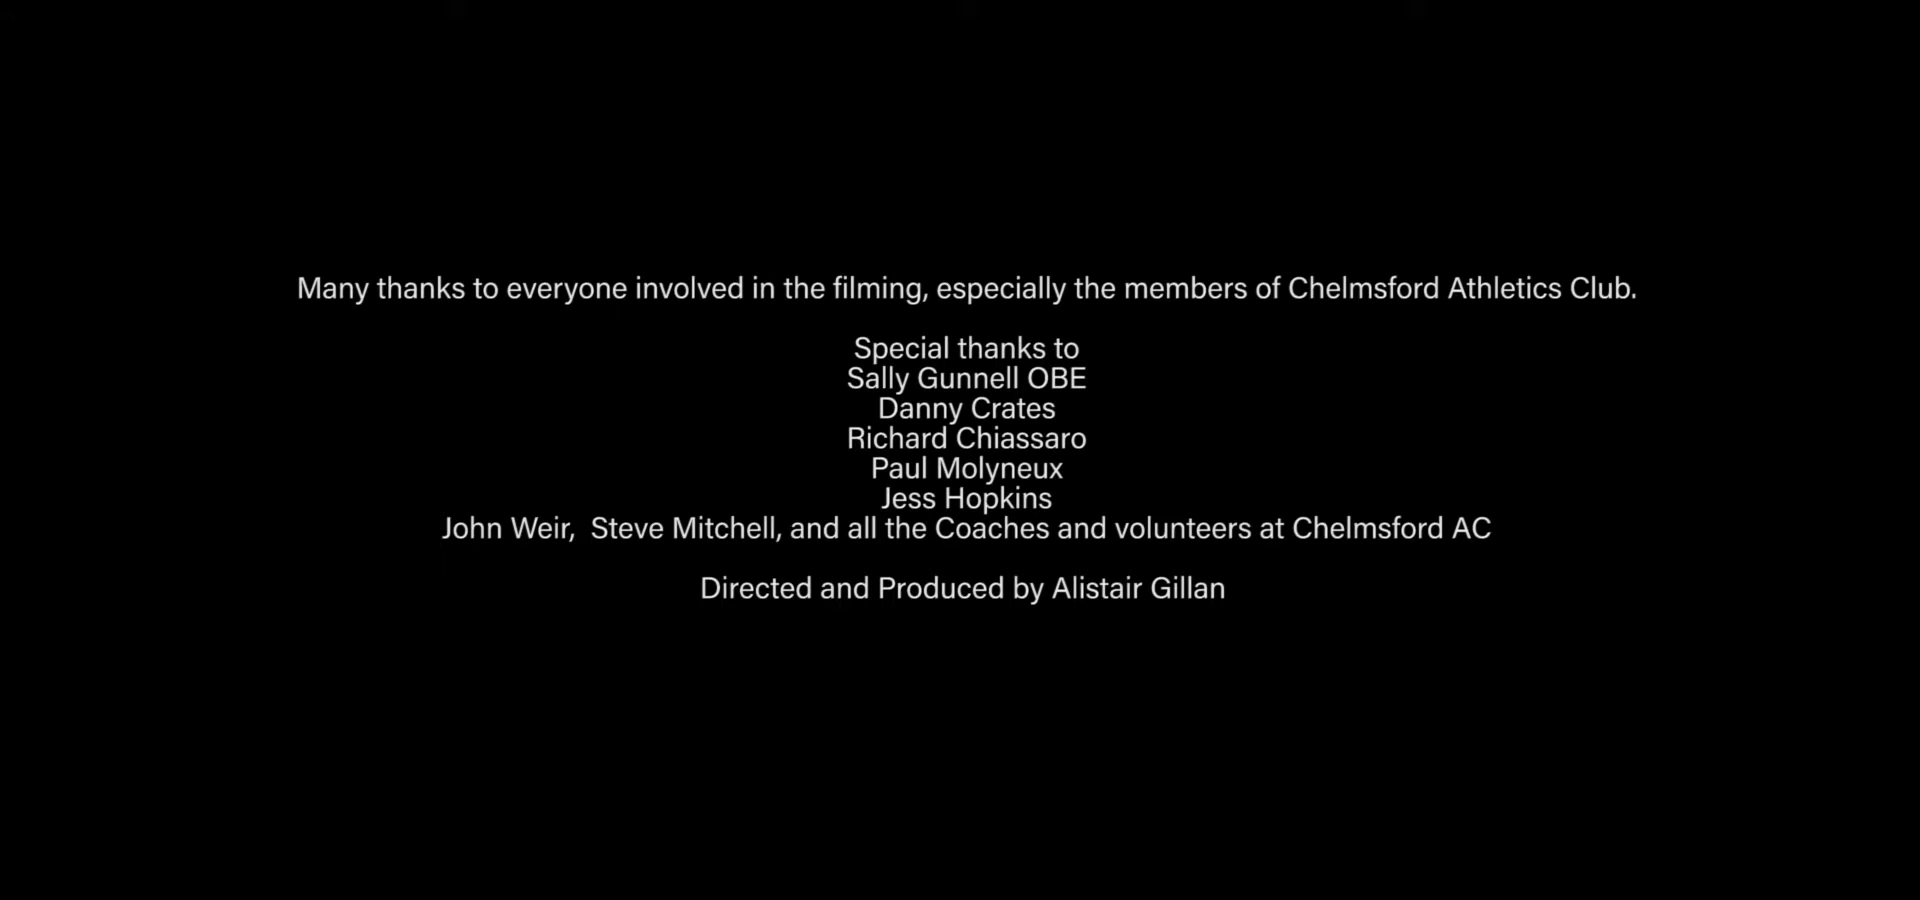 Many thanks to everyone involved in the filming, especially the members of Chelmsford Athletics Club.
Special thanks to
Sally Gunnell OBE
Danny Crates
Richard Chiassaro
Paul Molyneux
Jess Hopkins
John Weir,  Steve Mitchell, and all the Coaches and volunteers at Chelmsford AC
Directed and Produced by Alistair Gillan